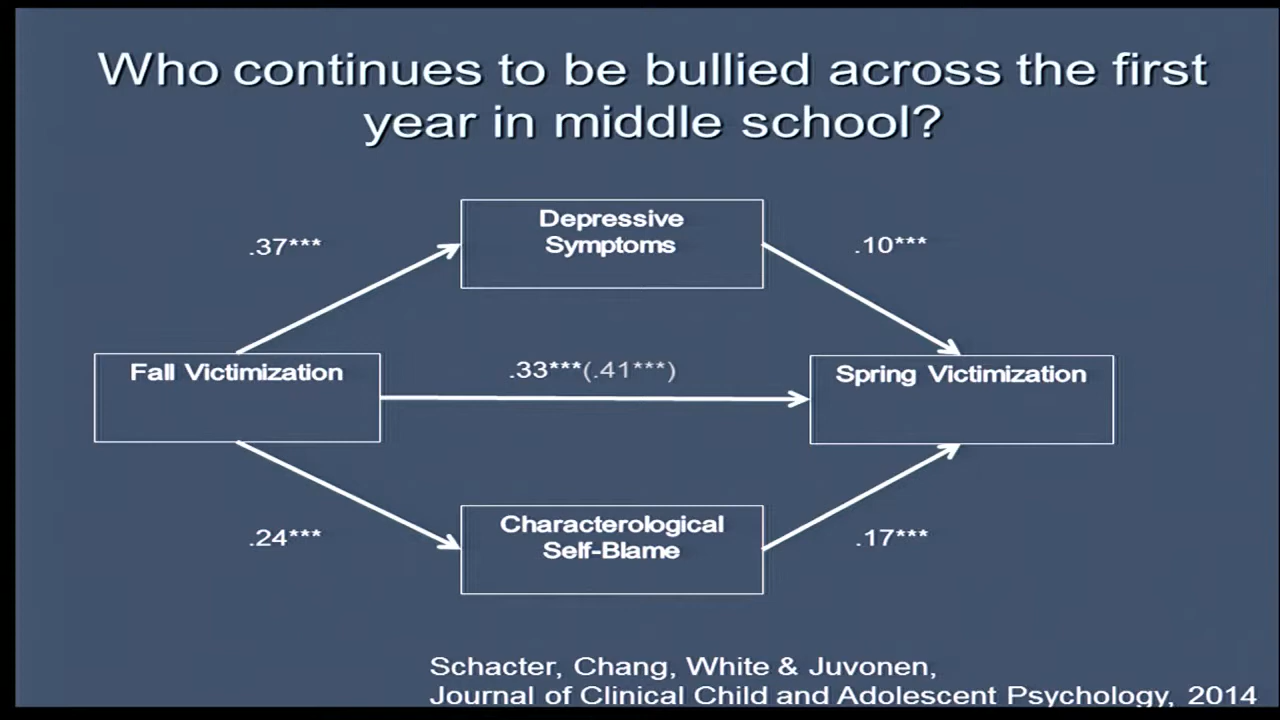 Who continues to be bullied across the first
year in middle school?
Depressive
Symptoms
.37***
.10***
Fall Victimization
.33***(.41***)
Spring Victimization
.24***
Characterological
Self-Blame
.17***
Schacter, Chang, White & Juvonen,
Journal of Clinical Child and Adolescent Psychology, 2014